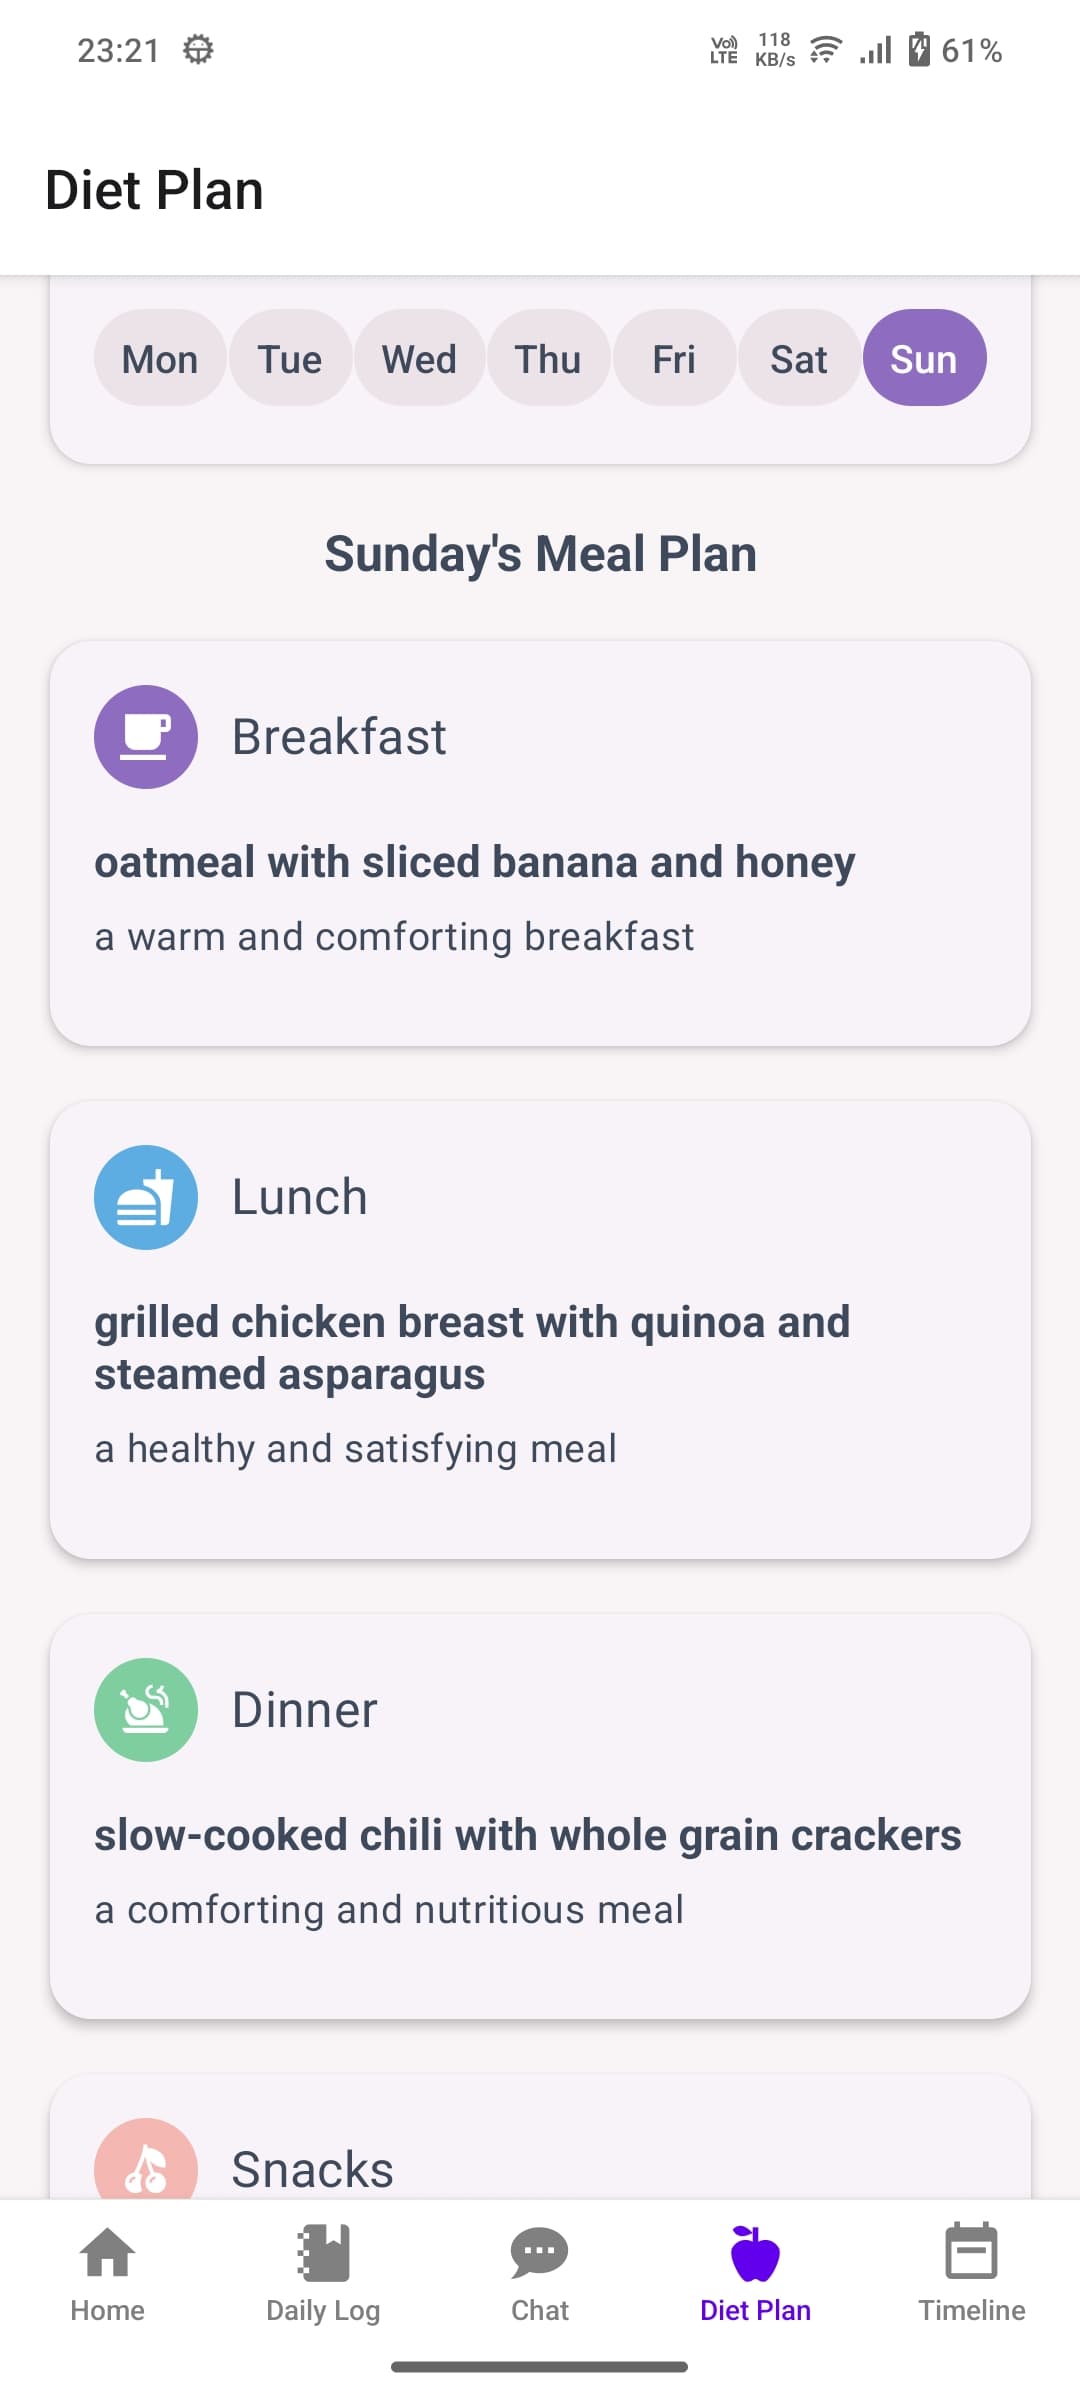 23:21
Vo)) LTE 118 KB/s 61%
Diet Plan
Mon Tue Wed Thu Fri Sat Sun
Sunday's Meal Plan
Breakfast
oatmeal with sliced banana and honey
a warm and comforting breakfast
Lunch
grilled chicken breast with quinoa and
steamed asparagus
a healthy and satisfying meal
Dinner
slow-cooked chili with whole grain crackers
a comforting and nutritious meal
Snacks
Home Daily Log Chat Diet Plan Timeline